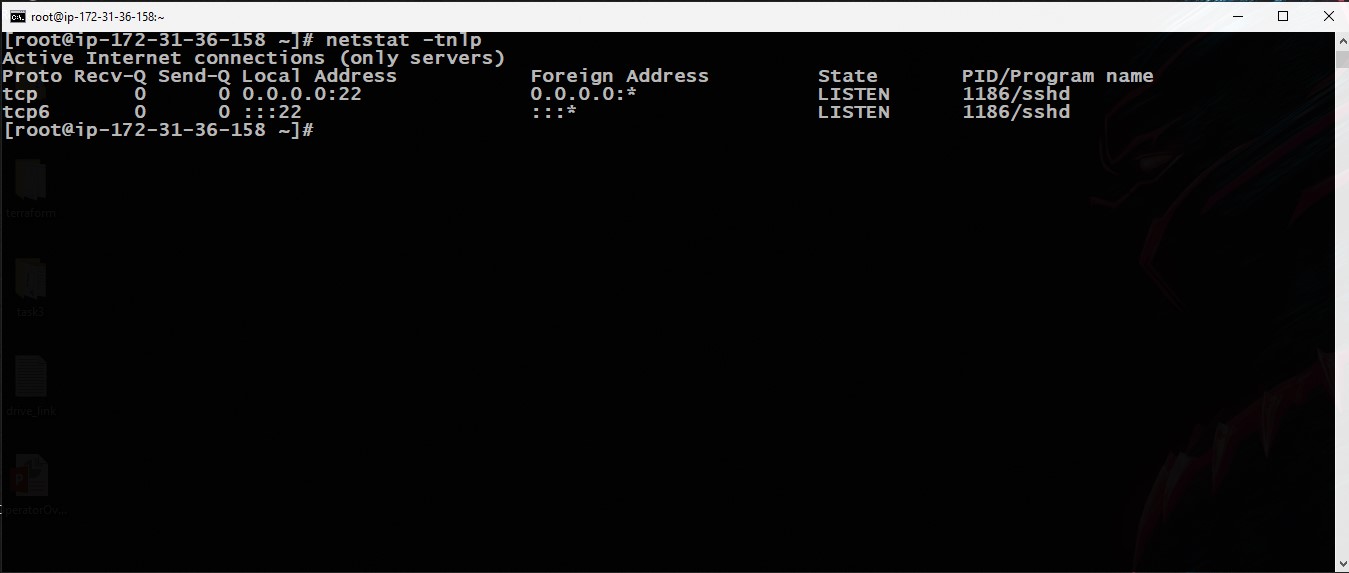 root@ip-172-31-36-158:~
[root@ip-172-31-36-158 ~]# netstat -tnlp
Active Internet connections (only servers)
Proto Recv-Q Send-Q Local Address           Foreign Address         State       PID/Program name
tcp        0      0 0.0.0.0:22              0.0.0.0:*               LISTEN      1186/sshd
tcp6       0      0 :::22                   :::*                    LISTEN      1186/sshd
[root@ip-172-31-36-158 ~]#
terraform
task3
drive_link